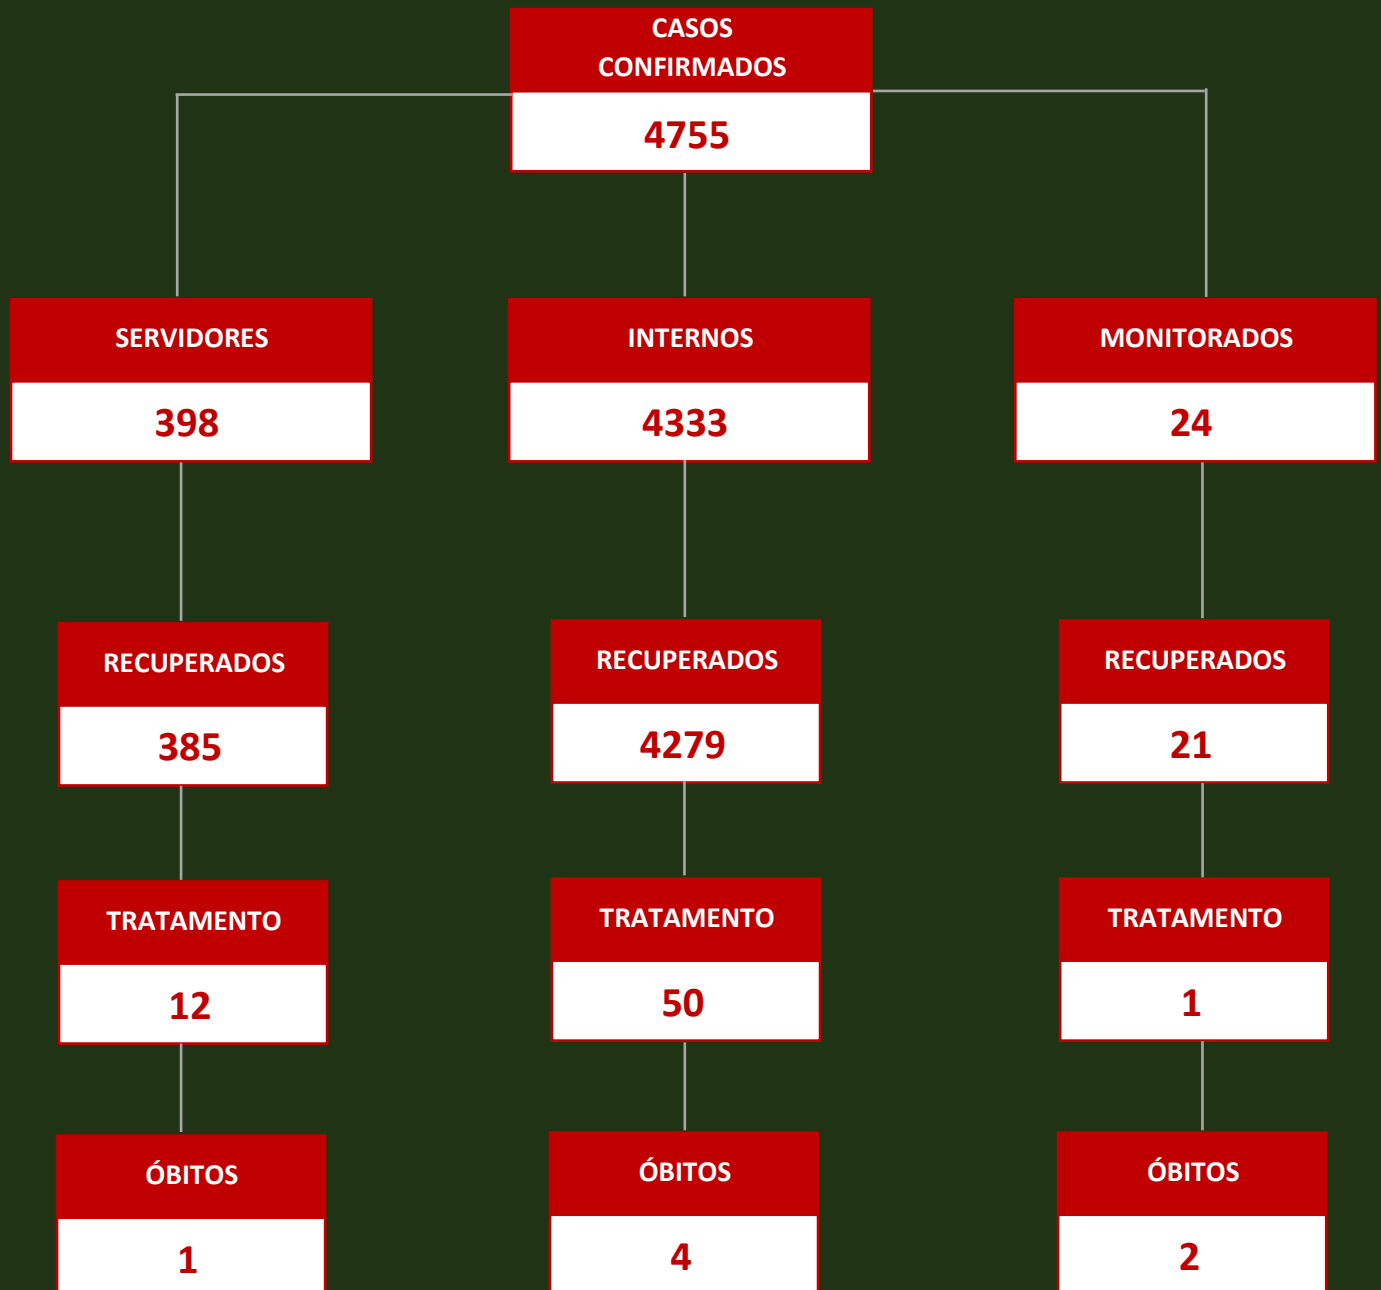 CASOS
CONFIRMADOS
4755
SERVIDORES
398
INTERNOS
4333
MONITORADOS
24
RECUPERADOS
385
RECUPERADOS
4279
RECUPERADOS
21
TRATAMENTO
12
TRATAMENTO
50
TRATAMENTO
1
ÓBITOS
1
ÓBITOS
4
ÓBITOS
2